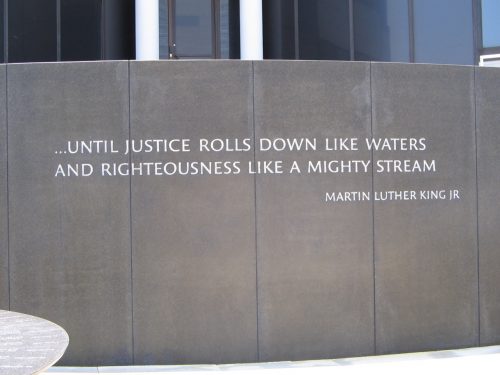 ...UNTIL JUSTICE ROLLS DOWN LIKE WATERS
AND RIGHTEOUSNESS LIKE A MIGHTY STREAM
MARTIN LUTHER KING JR